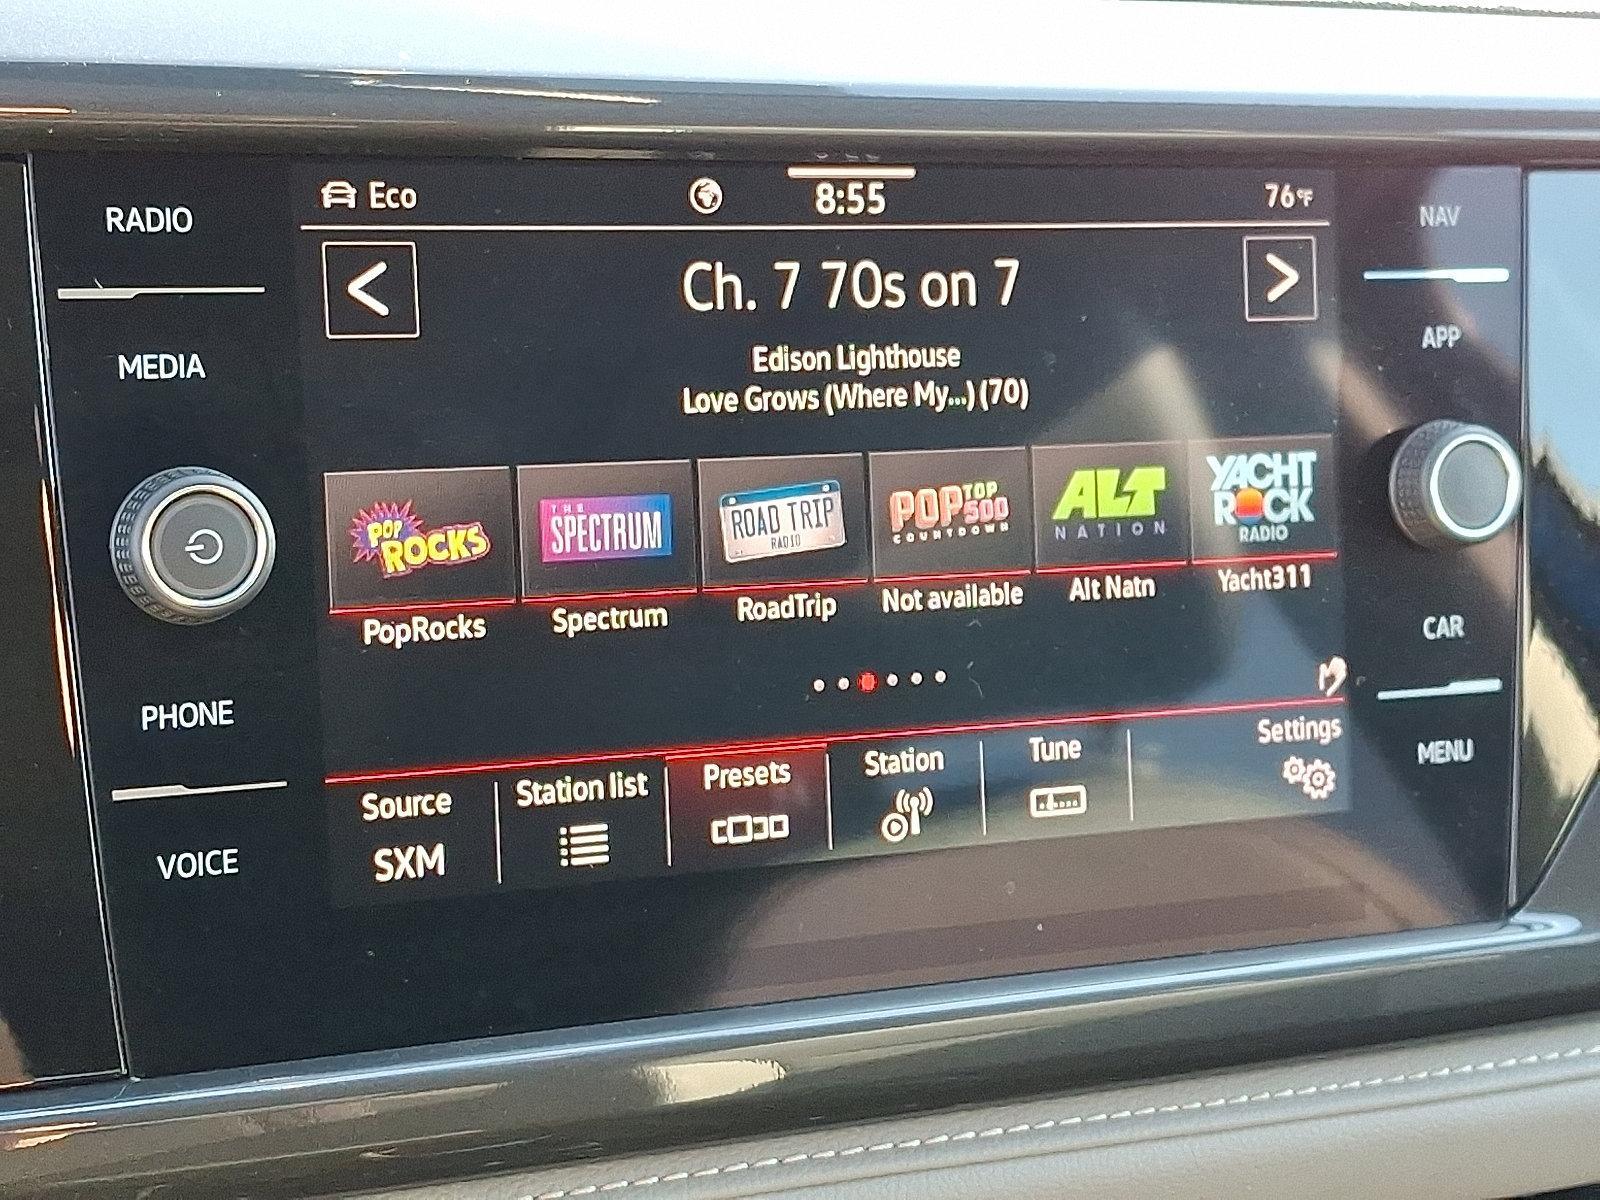 RADIO
MEDIA
PHONE
VOICE
Eco
8:55
76°F
<
Ch. 7 70s on 7
>
Edison Lighthouse
Love Grows (Where My...) (70)
POP ROCKS
THE SPECTRUM
ROAD TRIP RADIO
POP TOP 500 COUNTDOWN
ALT NATION
YACHT ROCK RADIO
PopRocks
Spectrum
RoadTrip
Not available
Alt Natn
Yacht311
Source
SXM
Station list
Presets
Station
Tune
Settings
NAV
APP
CAR
MENU